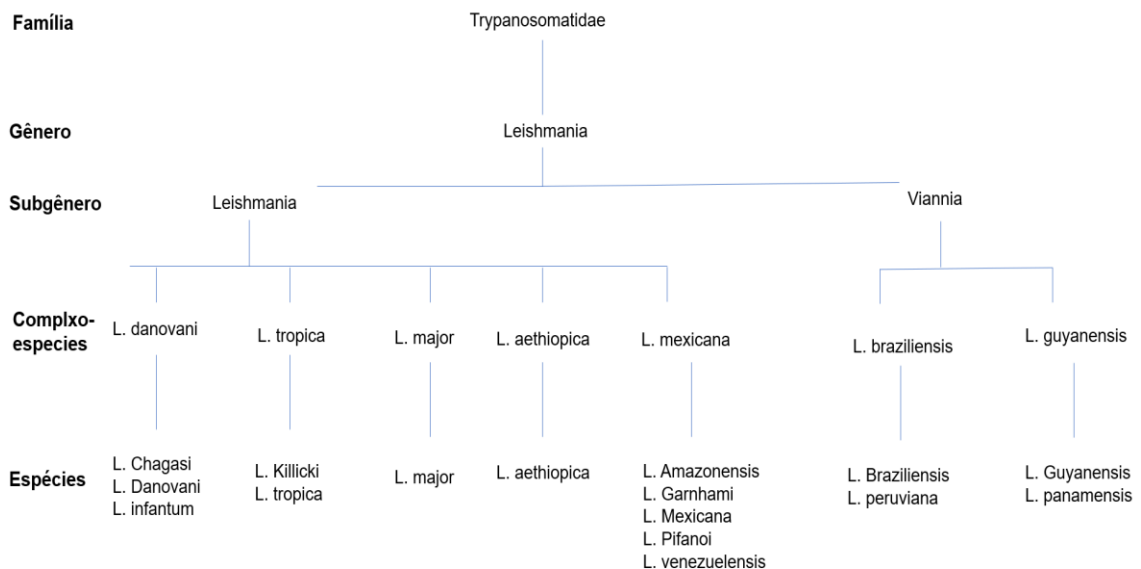 Família
Trypanosomatidae
Gênero
Leishmania
Subgênero
Leishmania
Viannia
Complxo-
especies
L. danovani
L. tropica
L. major
L. aethiopica
L. mexicana
L. braziliensis
L. guyanensis
Espécies
L. Chagasi
L. Danovani
L. infantum
L. Killicki
L. tropica
L. major
L. aethiopica
L. Amazonensis
L. Garnhami
L. Mexicana
L. Pifanoi
L. venezuelensis
L. Braziliensis
L. peruviana
L. Guyanensis
L. panamensis